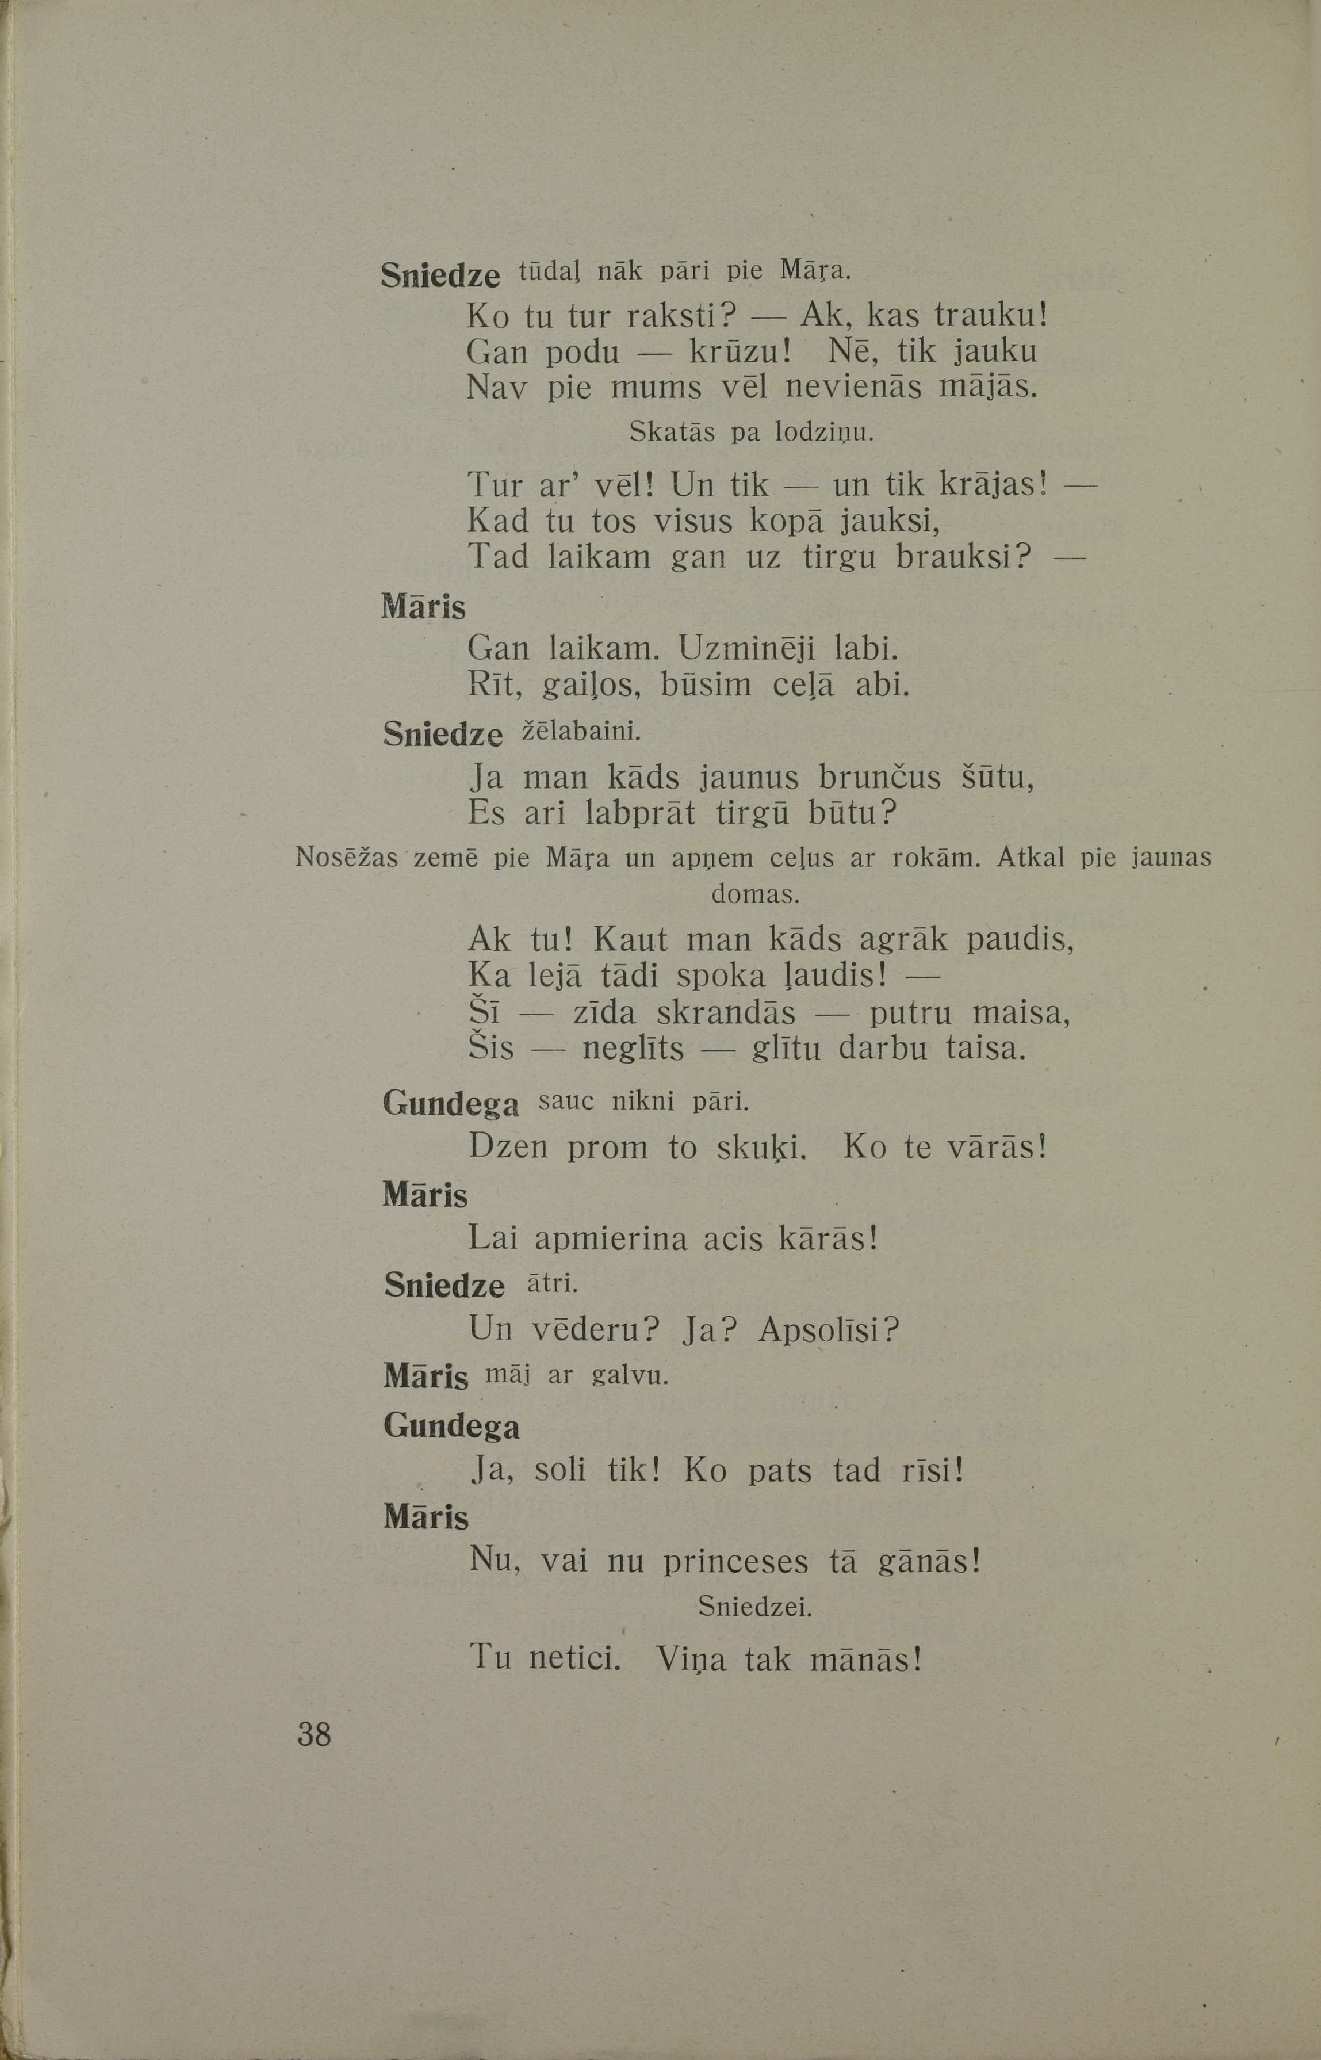 Sniedze tūdaļ nāk pāri pie Māŗa.
Ko tu tur raksti? — Ak, kas trauku!
Gan podu — krūzu! Nē, tik jauku
Nav pie mums vēl nevienās mājās.
Skatās pa lodziņu.
Tur ar’ vēl! Un tik — un tik krājas! —
Kad tu tos visus kopā jauksi,
Tad laikam gan uz tirgu brauksi? —
Māris
Gan laikam. Uzminēji labi.
Rīt, gaiļos, būsim ceļā abi.
Sniedze žēlabaini.
Ja man kāds jaunus brunčus šūtu,
Es ari labprāt tirgū būtu?
Nosēžas zemē pie Māŗa un apņem ceļus ar rokām. Atkal pie jaunas
domas.
Ak tu! Kaut man kāds agrāk paudis,
Ka lejā tādi spoka ļaudis! —
Šī — zīda skrandās — putru maisa,
Šis — neglīts — glītu darbu taisa.
Gundega sauc nikni pāri.
Dzen prom to skuķi. Ko te vārās!
Māris
Lai apmierina acis kārās!
Sniedze ātri.
Un vēderu? Ja? Apsolīsi?
Māris māj ar galvu.
Gundega
Ja, soli tik! Ko pats tad rīsi!
Māris
Nu, vai nu princeses tā gānās!
Sniedzei.
Tu netici. Viņa tak mānās!
38